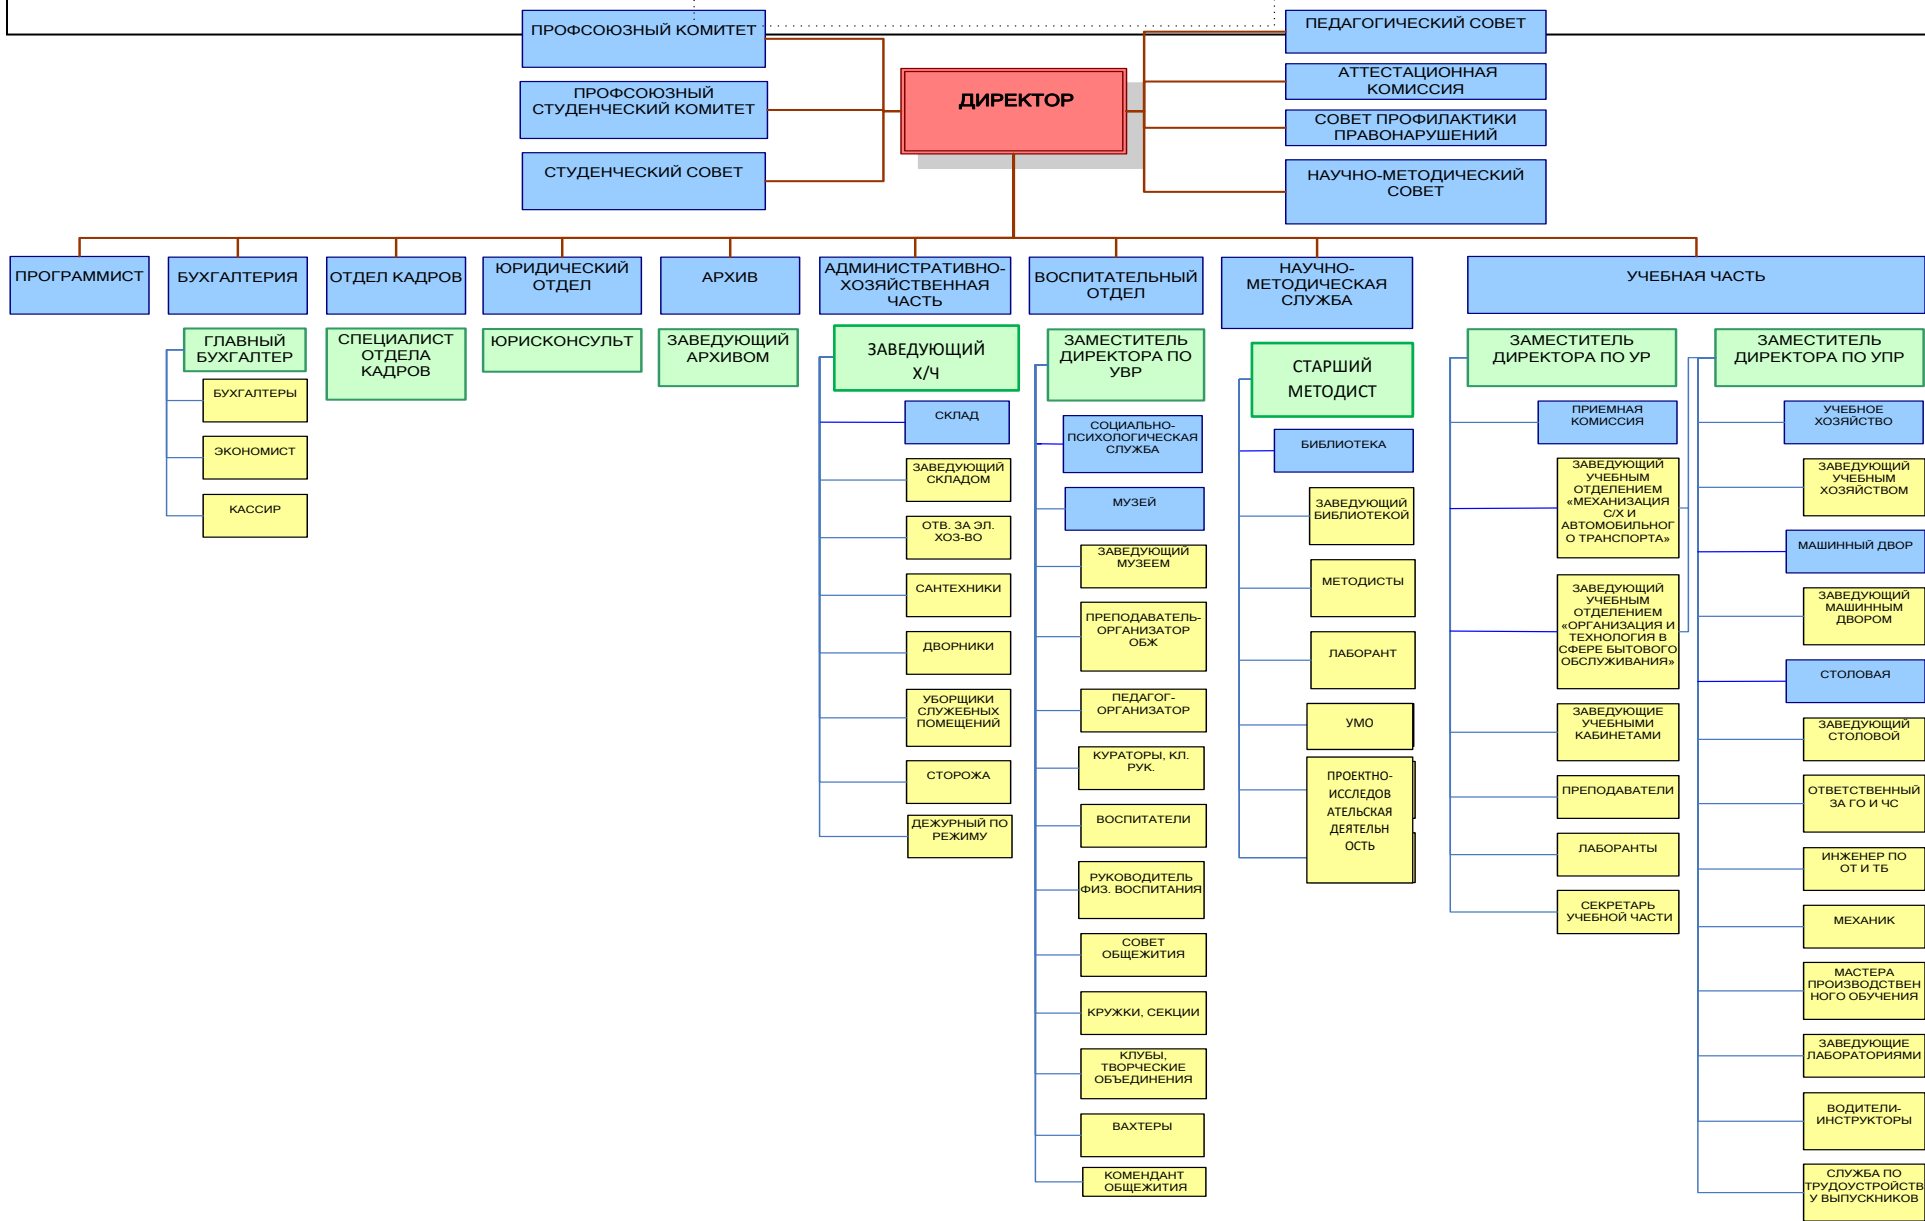 ПРОФСОЮЗНЫЙ КОМИТЕТ
ПРОФСОЮЗНЫЙ
СТУДЕНЧЕСКИЙ КОМИТЕТ
СТУДЕНЧЕСКИЙ СОВЕТ
ДИРЕКТОР
ПЕДАГОГИЧЕСКИЙ СОВЕТ
АТТЕСТАЦИОННАЯ
КОМИССИЯ
СОВЕТ ПРОФИЛАКТИКИ
ПРАВОНАРУШЕНИЙ
НАУЧНО-МЕТОДИЧЕСКИЙ
СОВЕТ
ПРОГРАММИСТ
БУХГАЛТЕРИЯ
ОТДЕЛ КАДРОВ
ЮРИДИЧЕСКИЙ
ОТДЕЛ
АРХИВ
АДМИНИСТРАТИВНО-
ХОЗЯЙСТВЕННАЯ
ЧАСТЬ
ВОСПИТАТЕЛЬНЫЙ
ОТДЕЛ
НАУЧНО-
МЕТОДИЧЕСКАЯ
СЛУЖБА
УЧЕБНАЯ ЧАСТЬ
ГЛАВНЫЙ
БУХГАЛТЕР
БУХГАЛТЕРЫ
ЭКОНОМИСТ
КАССИР
СПЕЦИАЛИСТ
ОТДЕЛА
КАДРОВ
ЮРИСКОНСУЛЬТ
ЗАВЕДУЮЩИЙ
АРХИВОМ
ЗАВЕДУЮЩИЙ
Х/Ч
СКЛАД
ЗАВЕДУЮЩИЙ
СКЛАДОМ
ОТВ. ЗА ЭЛ.
ХОЗ-ВО
САНТЕХНИКИ
ДВОРНИКИ
УБОРЩИКИ
СЛУЖЕБНЫХ
ПОМЕЩЕНИЙ
СТОРОЖА
ДЕЖУРНЫЙ ПО
РЕЖИМУ
ЗАМЕСТИТЕЛЬ
ДИРЕКТОРА ПО
УВР
СОЦИАЛЬНО-
ПСИХОЛОГИЧЕСКАЯ
СЛУЖБА
МУЗЕЙ
ЗАВЕДУЮЩИЙ
МУЗЕЕМ
ПРЕПОДАВАТЕЛЬ-
ОРГАНИЗАТОР
ОБЖ
ПЕДАГОГ-
ОРГАНИЗАТОР
КУРАТОРЫ, КЛ.
РУК.
ВОСПИТАТЕЛИ
РУКОВОДИТЕЛЬ
ФИЗ. ВОСПИТАНИЯ
СОВЕТ
ОБЩЕЖИТИЯ
КРУЖКИ, СЕКЦИИ
КЛУБЫ,
ТВОРЧЕСКИЕ
ОБЪЕДИНЕНИЯ
ВАХТЕРЫ
КОМЕНДАНТ
ОБЩЕЖИТИЯ
СТАРШИЙ
МЕТОДИСТ
БИБЛИОТЕКА
ЗАВЕДУЮЩИЙ
БИБЛИОТЕКОЙ
МЕТОДИСТЫ
ЛАБОРАНТ
УМО
ПРОЕКТНО-
ИССЛЕДОВ
АТЕЛЬСКАЯ
ДЕЯТЕЛЬН
ОСТЬ
ЗАМЕСТИТЕЛЬ
ДИРЕКТОРА ПО УР
ПРИЕМНАЯ
КОМИССИЯ
ЗАВЕДУЮЩИЙ
УЧЕБНЫМ
ОТДЕЛЕНИЕМ
«МЕХАНИЗАЦИЯ
С/Х И
АВТОМОБИЛЬНОГ
О ТРАНСПОРТА»
ЗАВЕДУЮЩИЙ
УЧЕБНЫМ
ОТДЕЛЕНИЕМ
«ОРГАНИЗАЦИЯ И
ТЕХНОЛОГИЯ В
СФЕРЕ БЫТОВОГО
ОБСЛУЖИВАНИЯ»
ЗАВЕДУЮЩИЕ
УЧЕБНЫМИ
КАБИНЕТАМИ
ПРЕПОДАВАТЕЛИ
ЛАБОРАНТЫ
СЕКРЕТАРЬ
УЧЕБНОЙ ЧАСТИ
ЗАМЕСТИТЕЛЬ
ДИРЕКТОРА ПО УПР
УЧЕБНОЕ
ХОЗЯЙСТВО
ЗАВЕДУЮЩИЙ
УЧЕБНЫМ
ХОЗЯЙСТВОМ
МАШИННЫЙ ДВОР
ЗАВЕДУЮЩИЙ
МАШИННЫМ
ДВОРОМ
СТОЛОВАЯ
ЗАВЕДУЮЩИЙ
СТОЛОВОЙ
ОТВЕТСТВЕННЫЙ
ЗА ГО И ЧС
ИНЖЕНЕР ПО
ОТ И ТБ
МЕХАНИК
МАСТЕРА
ПРОИЗВОДСТВЕН
НОГО ОБУЧЕНИЯ
ЗАВЕДУЮЩИЕ
ЛАБОРАТОРИЯМИ
ВОДИТЕЛИ-
ИНСТРУКТОРЫ
СЛУЖБА ПО
ТРУДОУСТРОЙСТВ
У ВЫПУСКНИКОВ